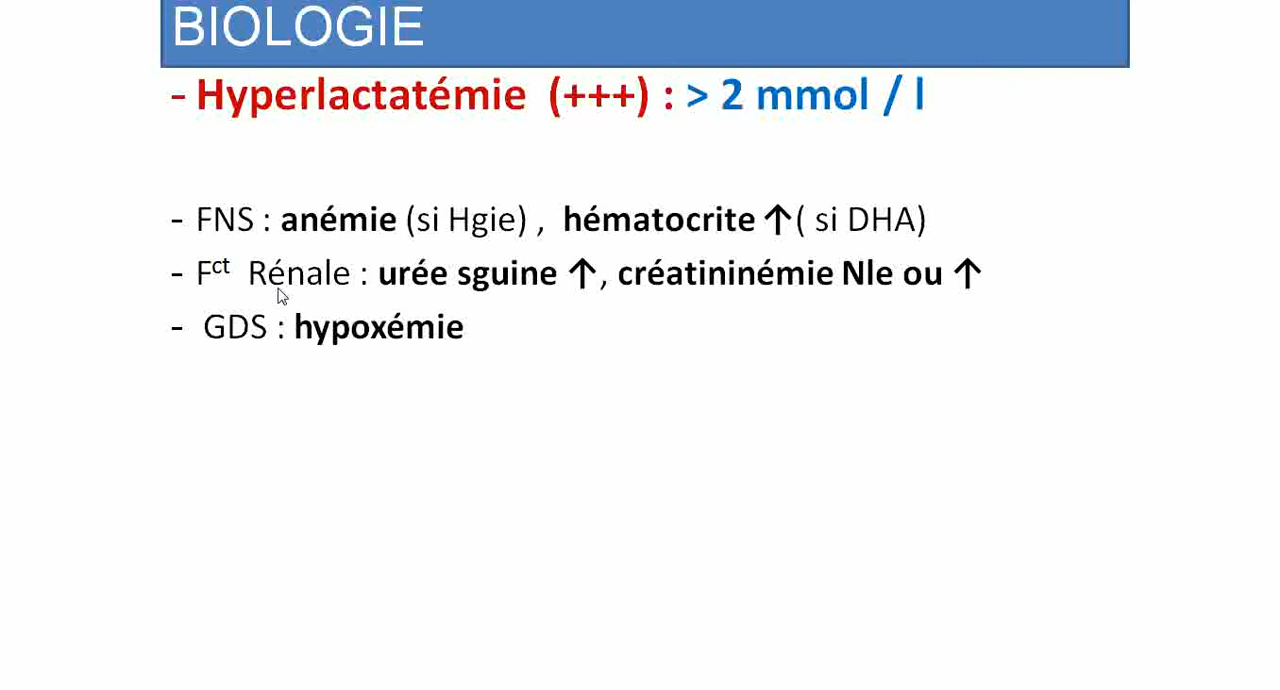 BIOLOGIE
- Hyperlactatémie (+++) : > 2 mmol / l
- FNS : anémie (si Hgie) , hématocrite ↑( si DHA)
- Fct Rénale : urée sguine ↑, créatininémie Nle ou ↑
- GDS : hypoxémie